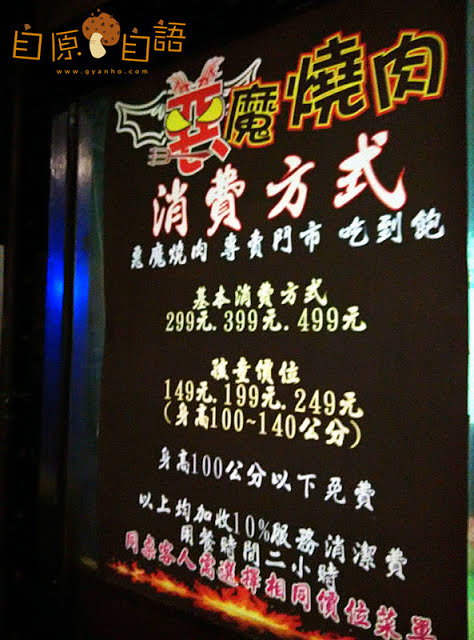 自原自語
www.qyanho.com
惡魔燒肉
消費方式
惡魔燒肉 專賣門市 吃到飽
基本消費方式
299元.399元.499元
孩童價位
149元.199元.249元
(身高100~140公分)
身高100公分以下免費
以上均加收10%服務清潔費
用餐時間二小時
同桌客人需選擇相同價位菜單